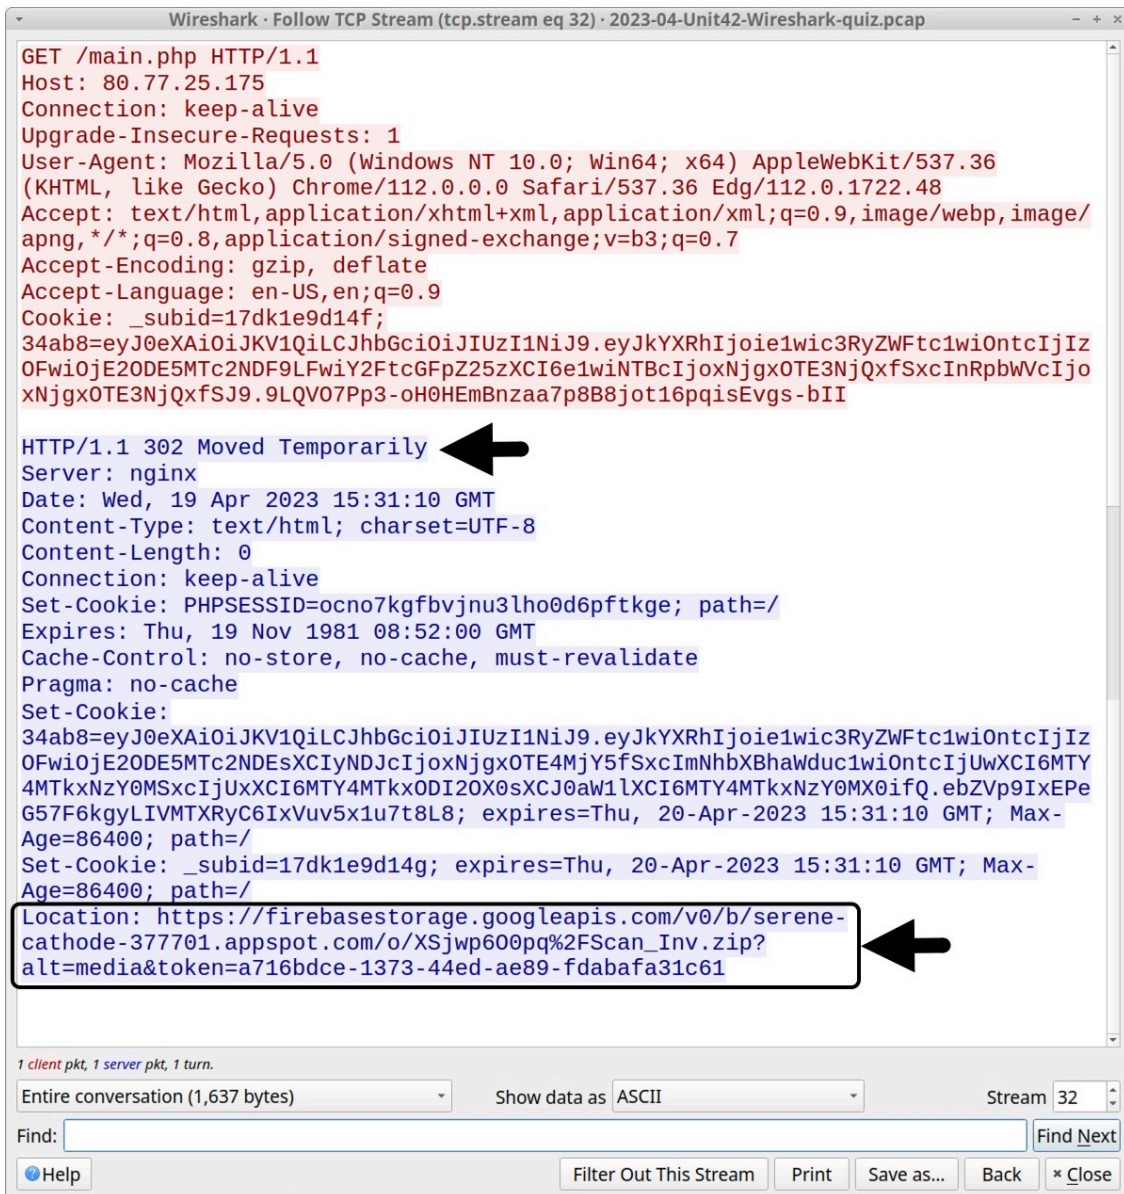 Wireshark · Follow TCP Stream (tcp.stream eq 32) · 2023-04-Unit42-Wireshark-quiz.pcap
GET /main.php HTTP/1.1
Host: 80.77.25.175
Connection: keep-alive
Upgrade-Insecure-Requests: 1
User-Agent: Mozilla/5.0 (Windows NT 10.0; Win64; x64) AppleWebKit/537.36
(KHTML, like Gecko) Chrome/112.0.0.0 Safari/537.36 Edg/112.0.1722.48
Accept: text/html,application/xhtml+xml,application/xml;q=0.9,image/webp,image/
apng,*/*;q=0.8,application/signed-exchange;v=b3;q=0.7
Accept-Encoding: gzip, deflate
Accept-Language: en-US,en;q=0.9
Cookie: _subid=17dk1e9d14f;
34ab8=eyJ0eXAiOiJKV1QiLCJhbGciOiJIUzI1NiJ9.eyJkYXRhIjoie1wic3RyZWFtc1wiOntcIjIz
OFwiOjE2ODE5MTc2NDF9LFwiY2FtcGFpZ25zXCI6e1wiNTBcIjoxNjgxOTE3NjQxfSxcInRpbWVcIjo
xNjgxOTE3NjQxfSJ9.9LQVO7Pp3-oH0HEmBnzaa7p8B8jot16pqisEvgs-bII
HTTP/1.1 302 Moved Temporarily
Server: nginx
Date: Wed, 19 Apr 2023 15:31:10 GMT
Content-Type: text/html; charset=UTF-8
Content-Length: 0
Connection: keep-alive
Set-Cookie: PHPSESSID=ocno7kgfbvjnu3lho0d6pftkge; path=/
Expires: Thu, 19 Nov 1981 08:52:00 GMT
Cache-Control: no-store, no-cache, must-revalidate
Pragma: no-cache
Set-Cookie:
34ab8=eyJ0eXAiOiJKV1QiLCJhbGciOiJIUzI1NiJ9.eyJkYXRhIjoie1wic3RyZWFtc1wiOntcIjIz
OFwiOjE2ODE5MTc2NDEsXCIyNDJcIjoxNjgxOTE4MjY5fSxcImNhbXBhaWduc1wiOntcIjUwXCI6MTY
4MTkxNzY0MSxcIjUxXCI6MTY4MTkxODI2OX0sXCJ0aW1lXCI6MTY4MTkxNzY0MX0ifQ.ebZVp9IxEPe
G57F6kgyLIVMTXRyC6IxVuv5x1u7t8L8; expires=Thu, 20-Apr-2023 15:31:10 GMT; Max-
Age=86400; path=/
Set-Cookie: _subid=17dk1e9d14g; expires=Thu, 20-Apr-2023 15:31:10 GMT; Max-
Age=86400; path=/
Location: https://firebasestorage.googleapis.com/v0/b/serene-
cathode-377701.appspot.com/o/XSjwp6O0pq%2FScan_Inv.zip?
alt=media&token=a716bdce-1373-44ed-ae89-fdabafa31c61
1 client pkt, 1 server pkt, 1 turn.
Entire conversation (1,637 bytes) Show data as ASCII Stream 32
Find: Find Next
Help Filter Out This Stream Print Save as... Back × Close